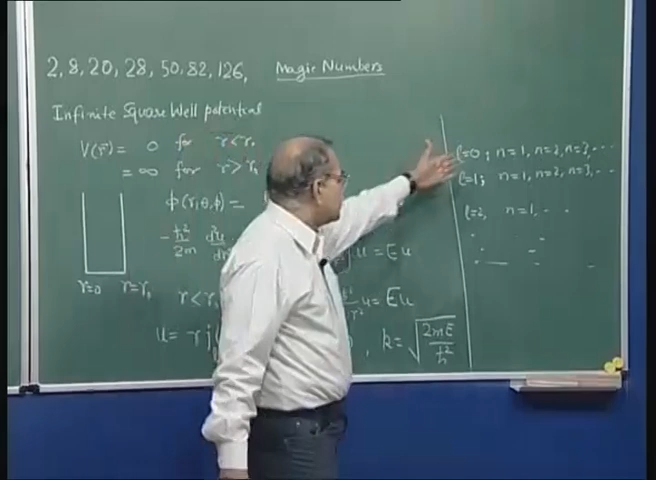 2, 8, 20, 28, 50, 82, 126, Magic Numbers
Infinite Square Well potential
V(r⃗) = 0 for r < r₁
= ∞ for r > r₁
r=0 r=r₁
ϕ(r,θ,ϕ) =
-ħ²/2m d²u
u = Eu
r<r
u = Eu
u= r j
, k = √(2mE/ħ²)
l=0; n=1, n=2, n=3, ...
l=1; n=1, n=2, n=3, ...
l=2, n=1, . .